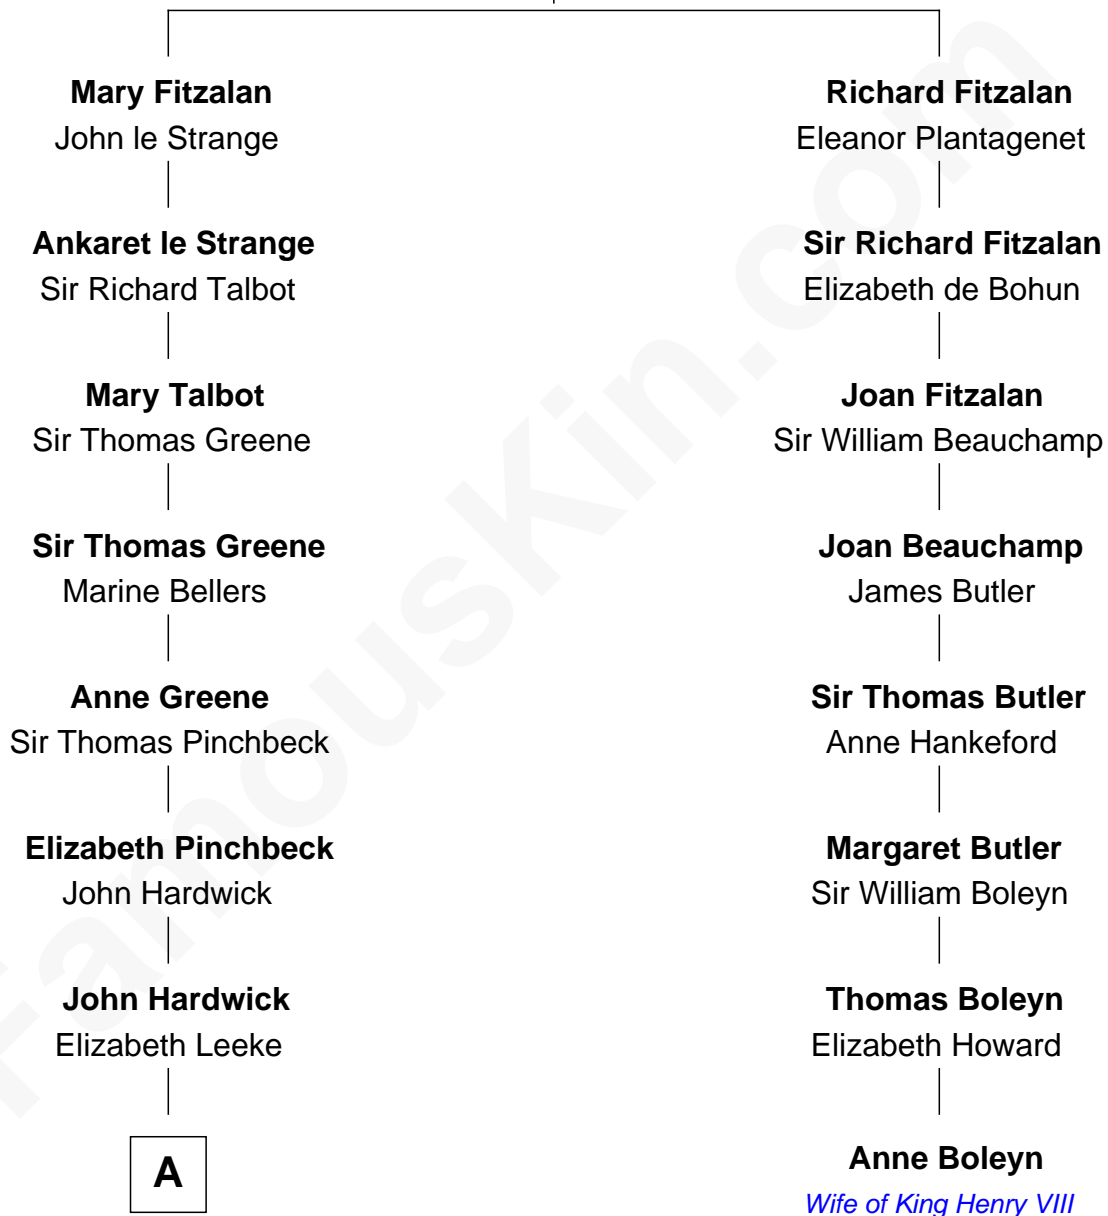 Mary Fitzalan
John le Strange
Ankaret le Strange
Sir Richard Talbot
Mary Talbot
Sir Thomas Greene
Sir Thomas Greene
Marine Bellers
Anne Greene
Sir Thomas Pinchbeck
Elizabeth Pinchbeck
John Hardwick
John Hardwick
Elizabeth Leeke
A
Richard Fitzalan
Eleanor Plantagenet
Sir Richard Fitzalan
Elizabeth de Bohun
Joan Fitzalan
Sir William Beauchamp
Joan Beauchamp
James Butler
Sir Thomas Butler
Anne Hankeford
Margaret Butler
Sir William Boleyn
Thomas Boleyn
Elizabeth Howard
Anne Boleyn
Wife of King Henry VIII
FamousKin.com